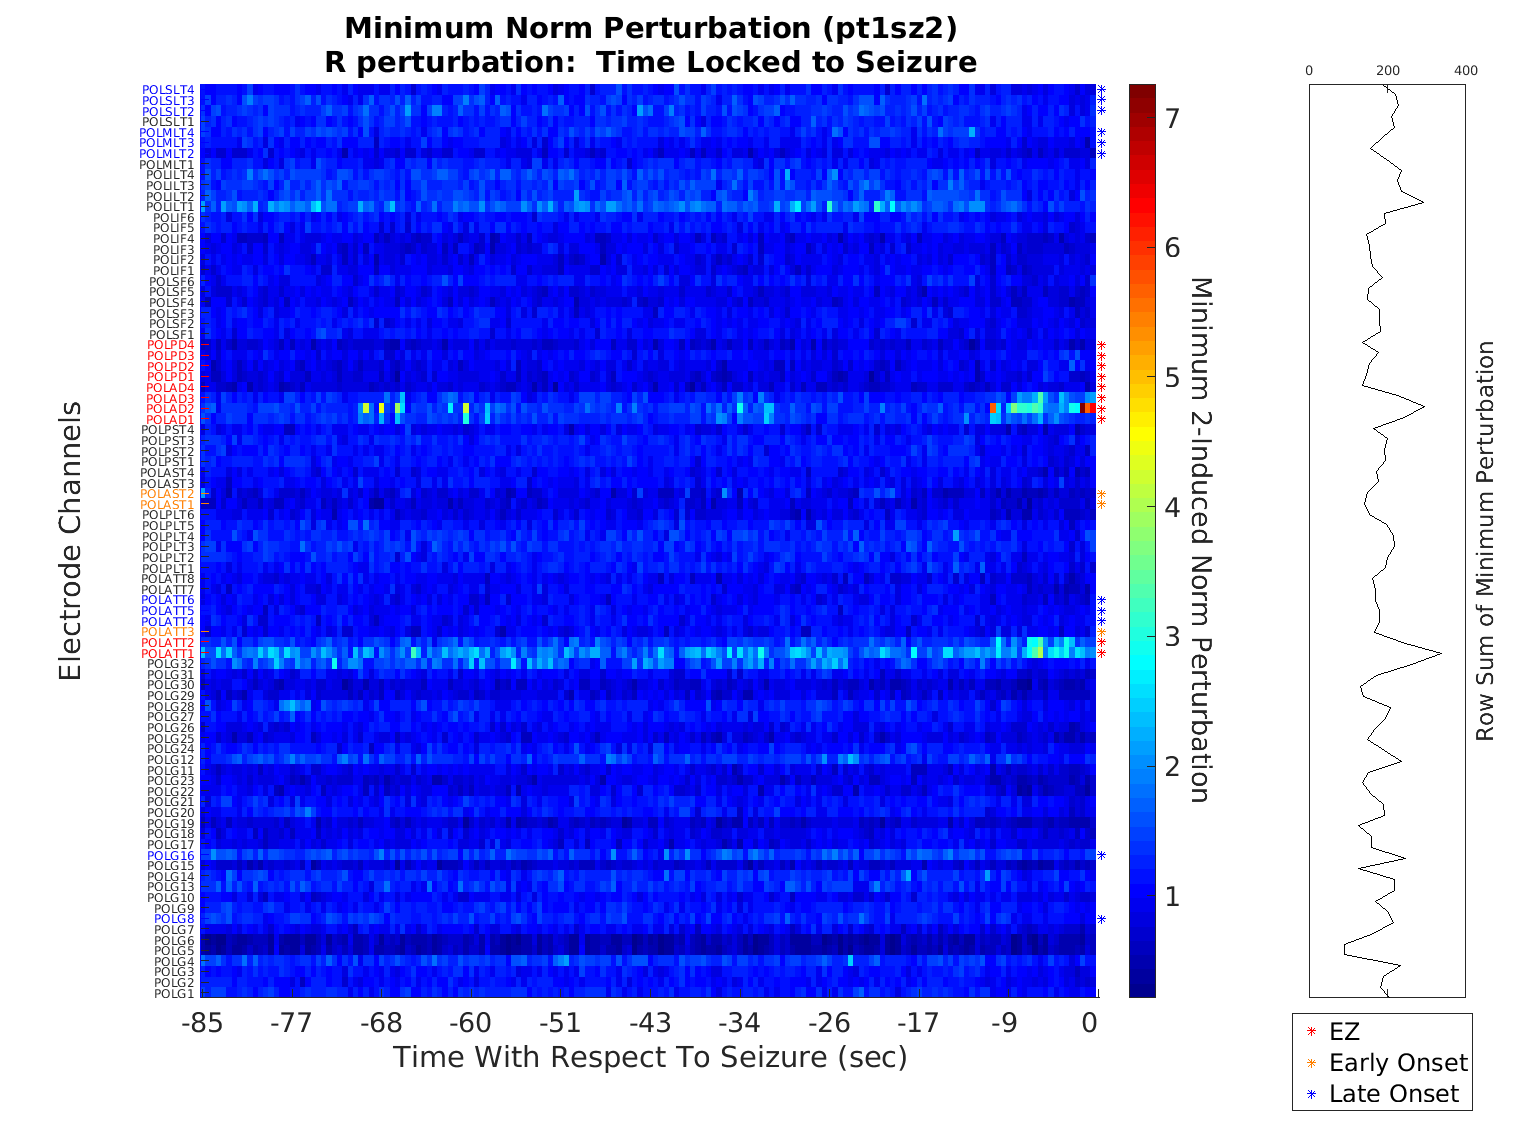 Minimum Norm Perturbation (pt1sz2)
R perturbation:  Time Locked to Seizure
Electrode Channels
POLSLT4
POLSLT3
POLSLT2
POLSLT1
POLMLT4
POLMLT3
POLMLT2
POLMLT1
POLILT4
POLILT3
POLILT2
POLILT1
POLIF6
POLIF5
POLIF4
POLIF3
POLIF2
POLIF1
POLSF6
POLSF5
POLSF4
POLSF3
POLSF2
POLSF1
POLPD4
POLPD3
POLPD2
POLPD1
POLAD4
POLAD3
POLAD2
POLAD1
POLPST4
POLPST3
POLPST2
POLPST1
POLAST4
POLAST3
POLAST2
POLAST1
POLPLT6
POLPLT5
POLPLT4
POLPLT3
POLPLT2
POLPLT1
POLATT8
POLATT7
POLATT6
POLATT5
POLATT4
POLATT3
POLATT2
POLATT1
POLG32
POLG31
POLG30
POLG29
POLG28
POLG27
POLG26
POLG25
POLG24
POLG12
POLG11
POLG23
POLG22
POLG21
POLG20
POLG19
POLG18
POLG17
POLG16
POLG15
POLG14
POLG13
POLG10
POLG9
POLG8
POLG7
POLG6
POLG5
POLG4
POLG3
POLG2
POLG1
-85 -77 -68 -60 -51 -43 -34 -26 -17 -9 0
Time With Respect To Seizure (sec)
7
6
5
4
3
2
1
Minimum 2-Induced Norm Perturbation
0 200 400
Row Sum of Minimum Perturbation
EZ
Early Onset
Late Onset